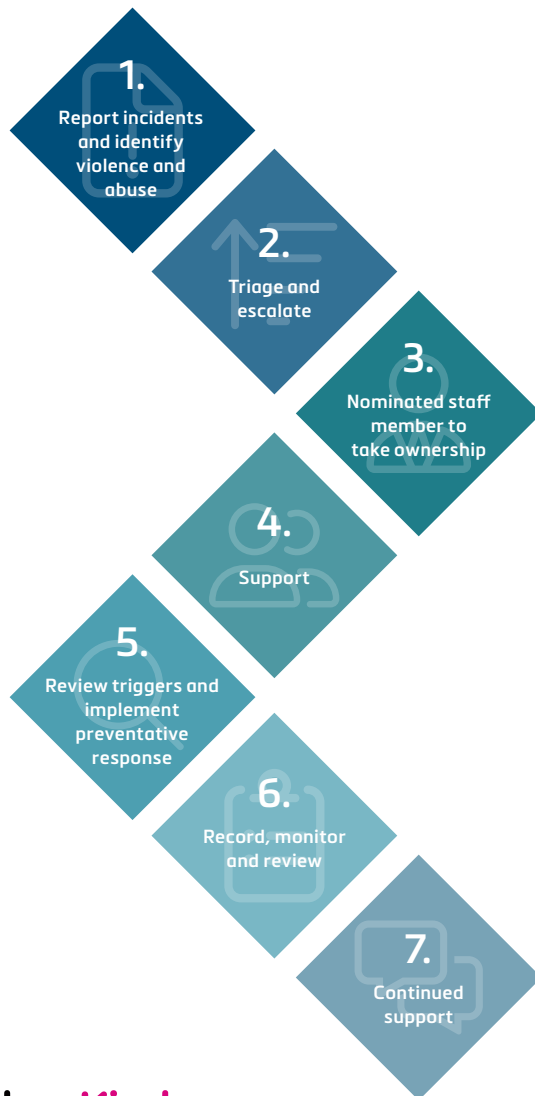 1.
Report incidents
and identify
violence and
abuse
2.
Triage and
escalate
3.
Nominated staff
member to
take ownership
4.
Support
5.
Review triggers and
implement
preventative
response
6.
Record, monitor
and review
7.
Continued
support